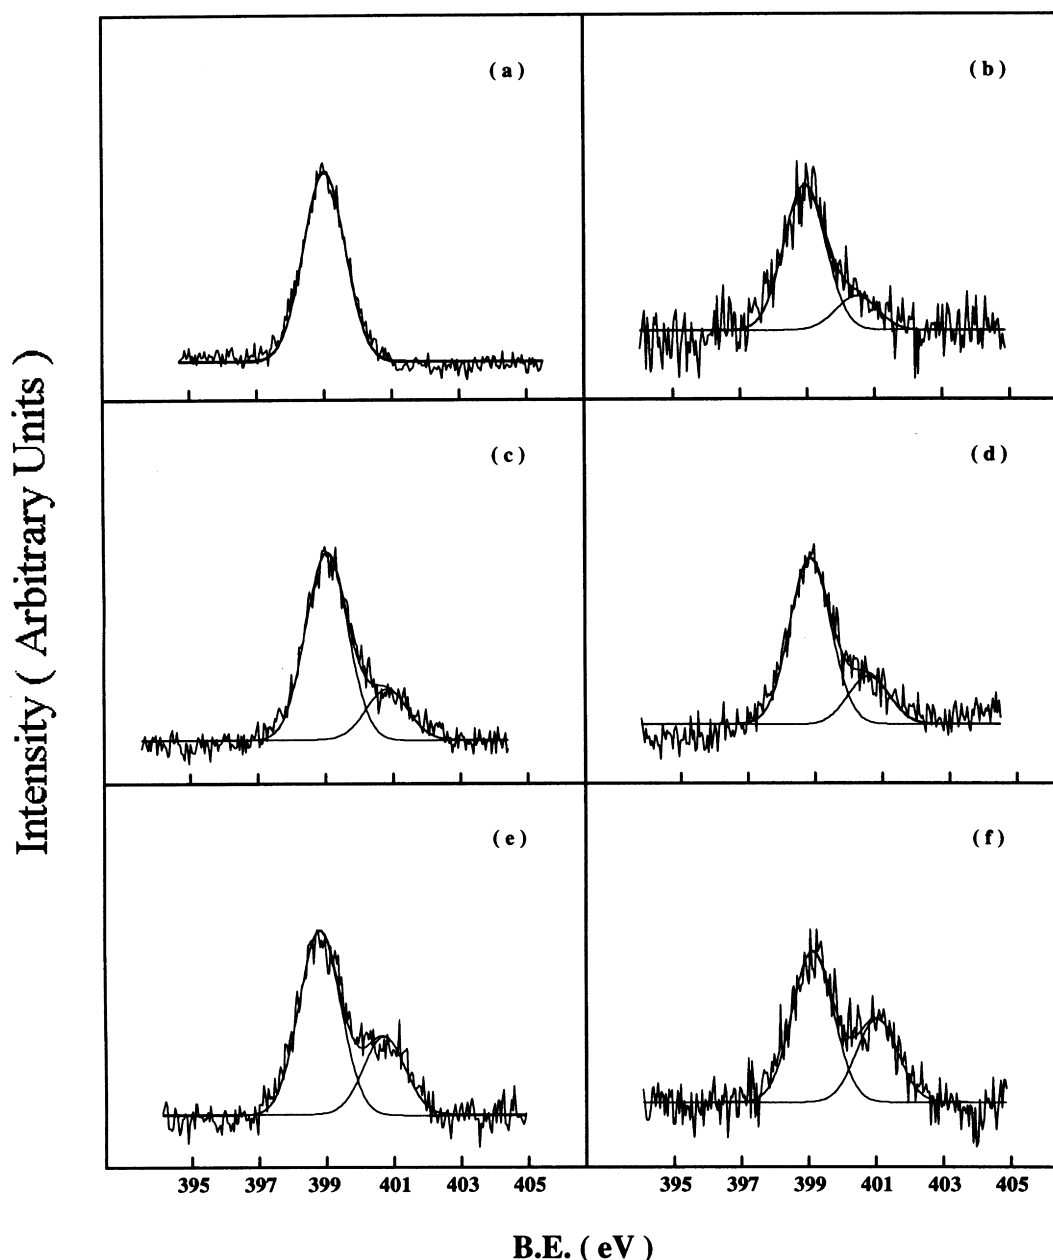 ( a )
( b )
( c )
( d )
( e )
( f )
Intensity ( Arbitrary Units )
395 397 399 401 403 405
395 397 399 401 403 405
B.E. ( eV )